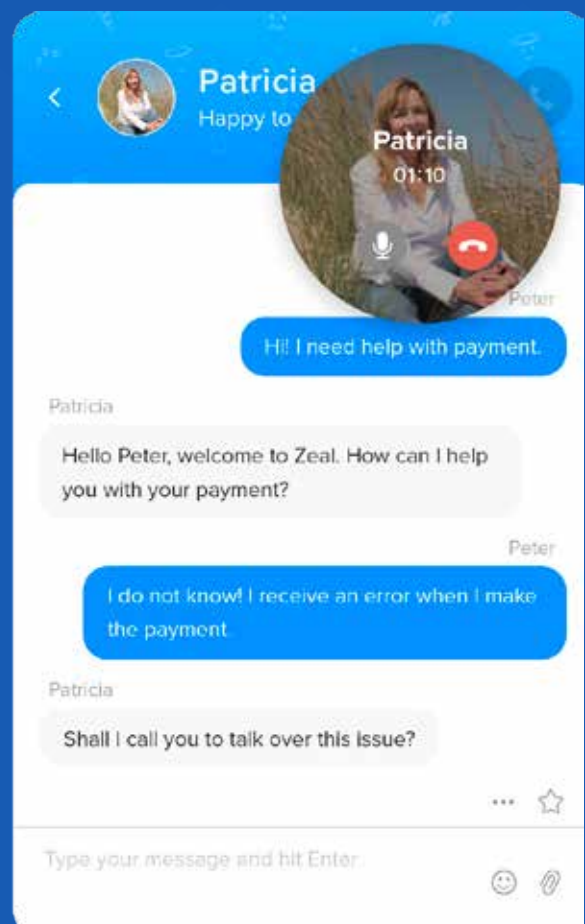 Patricia
Happy to
Patricia
01:10
Peter
Hi! I need help with payment.
Patricia
Hello Peter, welcome to Zeal. How can I help
you with your payment?
Peter
I do not know! I receive an error when I make
the payment.
Patricia
Shall I call you to talk over this issue?
Type your message and hit Enter